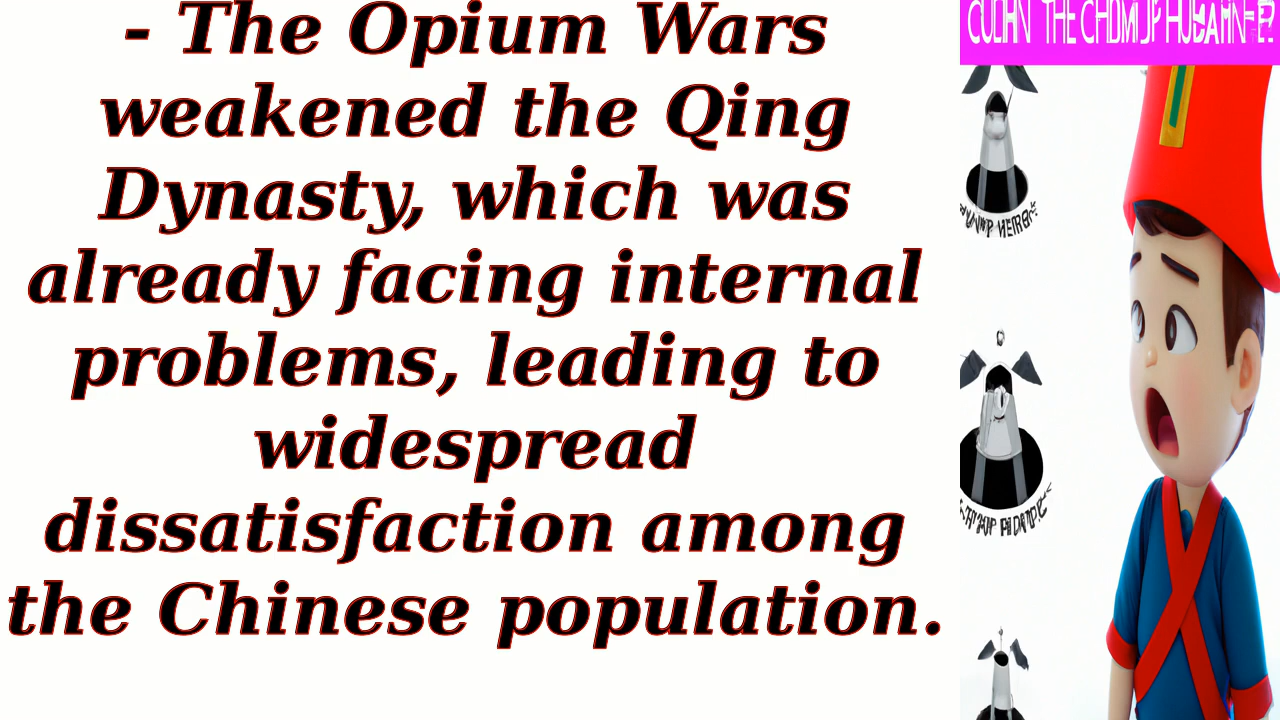 - The Opium Wars
weakened the Qing
Dynasty, which was
already facing internal
problems, leading to
widespread
dissatisfaction among
the Chinese population.